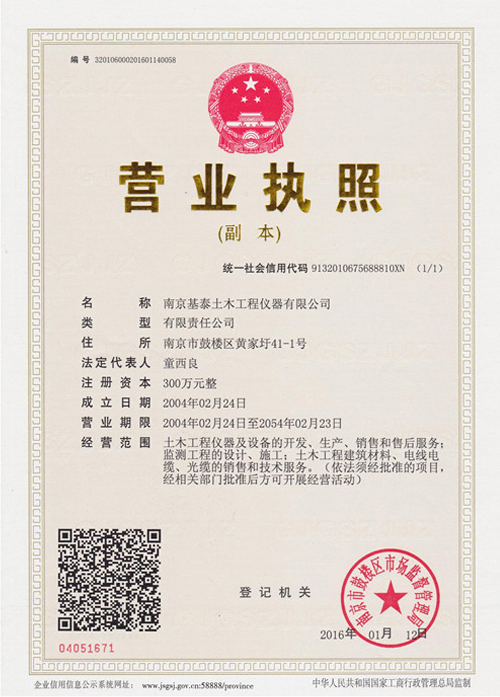 编 号 320106000201601140058
营业执照
(副 本)
统一社会信用代码 9132010675688810XN (1/1)
名 称 南京基泰土木工程仪器有限公司
类 型 有限责任公司
住 所 南京市鼓楼区黄家圩41-1号
法定代表人 童西良
注 册 资 本 300万元整
成 立 日 期 2004年02月24日
营 业 期 限 2004年02月24日至2054年02月23日
经 营 范 围 土木工程仪器及设备的开发、生产、销售和售后服务;
监测工程的设计、施工;土木工程建筑材料、电线电
缆、光缆的销售和技术服务。(依法须经批准的项目,
经相关部门批准后方可开展经营活动)
南京市鼓楼区市场监督管理局
登 记 机 关
2016年 01月 12日
04051671
企业信用信息公示系统网址: www.jsgsj.gov.cn:58888/province
中华人民共和国国家工商行政管理总局监制